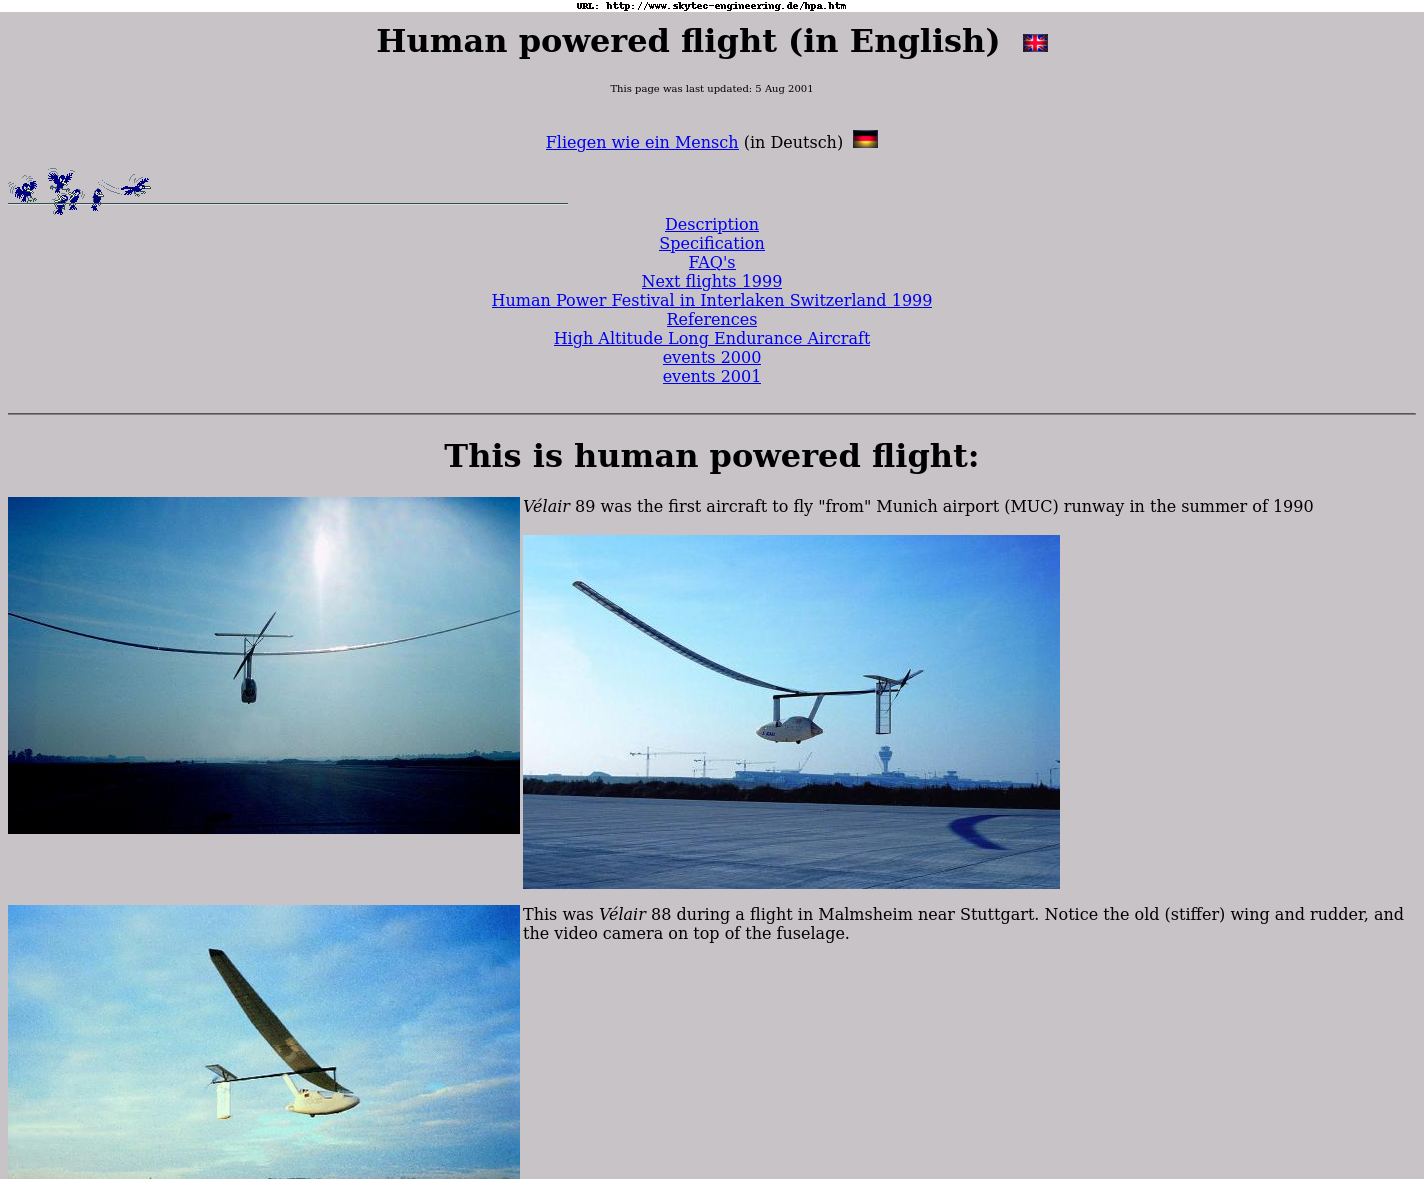 URL: http://www.skytec-engineering.de/hpa.htm
Human powered flight (in English)
This page was last updated: 5 Aug 2001
Fliegen wie ein Mensch (in Deutsch)
Description
Specification
FAQ's
Next flights 1999
Human Power Festival in Interlaken Switzerland 1999
References
High Altitude Long Endurance Aircraft
events 2000
events 2001
This is human powered flight:
Vélair 89 was the first aircraft to fly "from" Munich airport (MUC) runway in the summer of 1990
This was Vélair 88 during a flight in Malmsheim near Stuttgart. Notice the old (stiffer) wing and rudder, and
the video camera on top of the fuselage.